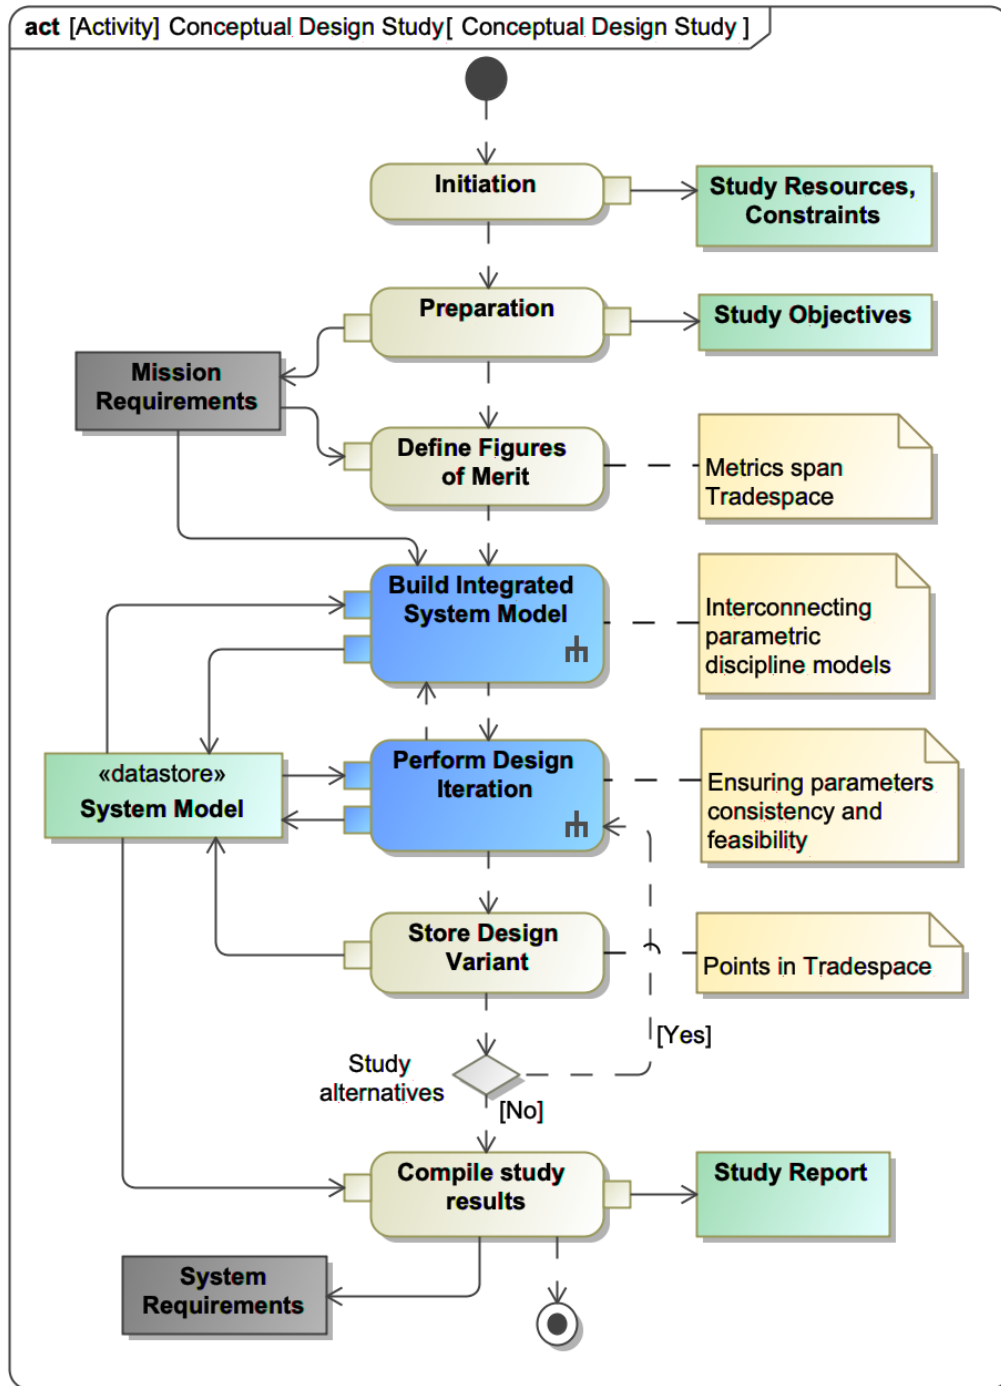 act [Activity] Conceptual Design Study[ Conceptual Design Study ]
Initiation
Study Resources,
Constraints
Preparation
Study Objectives
Mission
Requirements
Define Figures
of Merit
Metrics span
Tradespace
Build Integrated
System Model
Interconnecting
parametric
discipline models
«datastore»
System Model
Perform Design
Iteration
Ensuring parameters
consistency and
feasibility
Store Design
Variant
Points in Tradespace
[Yes]
Study
alternatives
[No]
Compile study
results
Study Report
System
Requirements